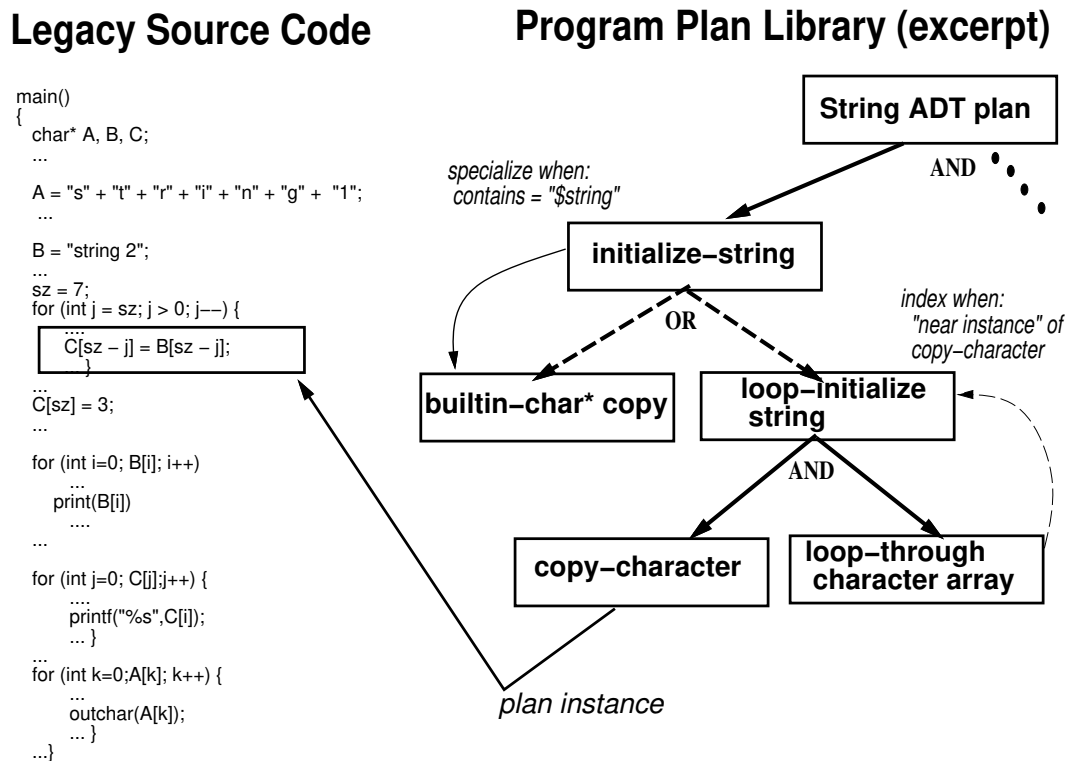 Legacy Source Code
main()
{
char* A, B, C;
...
A = "s" + "t" + "r" + "i" + "n" + "g" + "1";
...
B = "string 2";
...
sz = 7;
for (int j = sz; j > 0; j−−) {
....
C[sz − j] = B[sz − j];
... }
...
C[sz] = 3;
...
for (int i=0; B[i]; i++)
...
print(B[i])
....
...
for (int j=0; C[j];j++) {
....
printf("%s",C[i]);
... }
...
for (int k=0;A[k]; k++) {
...
outchar(A[k]);
... }
...}
Program Plan Library (excerpt)
String ADT plan
AND
specialize when:
contains = "$string"
initialize−string
OR
index when:
"near instance" of
copy−character
builtin−char* copy
loop−initialize
string
AND
copy−character
loop−through
character array
plan instance